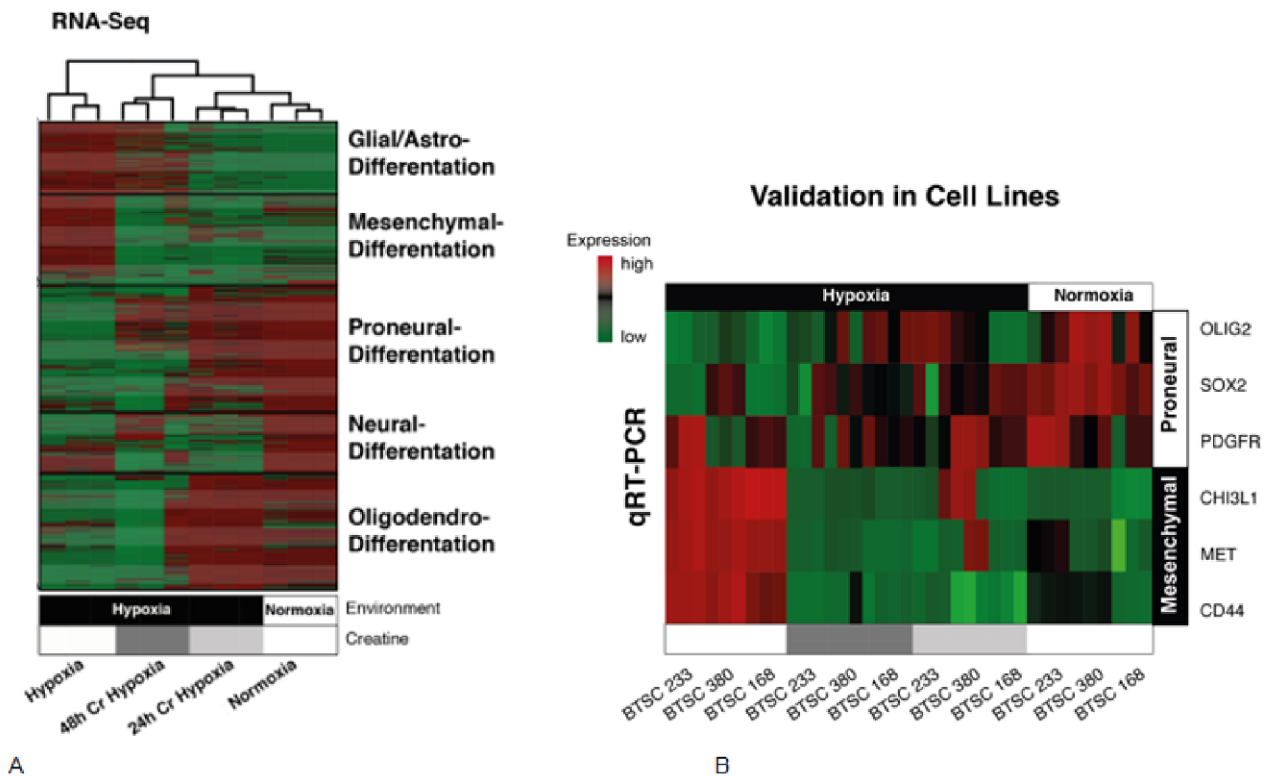 RNA-Seq
Glial/Astro-
Differentation
Mesenchymal-
Differentation
Proneural-
Differentation
Neural-
Differentation
Oligodendro-
Differentation
Hypoxia
Normoxia
Environment
Creatine
Hypoxia
48h Cr Hypoxia
24h Cr Hypoxia
Normoxia
A
Validation in Cell Lines
Expression
high
low
Hypoxia
Normoxia
qRT-PCR
Proneural
Mesenchymal
OLIG2
SOX2
PDGFR
CHI3L1
MET
CD44
BTSC 233
BTSC 380
BTSC 168
BTSC 233
BTSC 380
BTSC 168
BTSC 233
BTSC 380
BTSC 168
BTSC 233
BTSC 380
BTSC 168
B